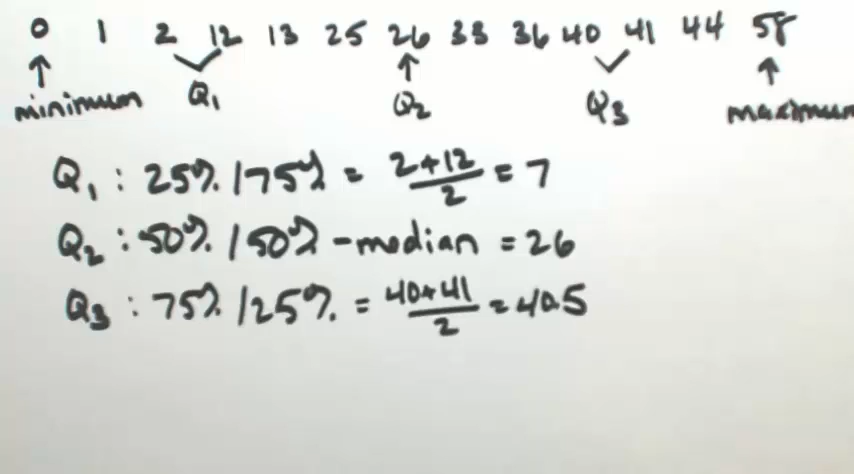 0 1 2 12 13 25 26 33 36 40 41 44 58
minimum Q₁ Q₂ Q₃ maximum
Q₁ : 25% / 75% = 2+12/2 = 7
Q₂ : 50% / 50% - median = 26
Q₃ : 75% / 25% = 40+41/2 = 40.5